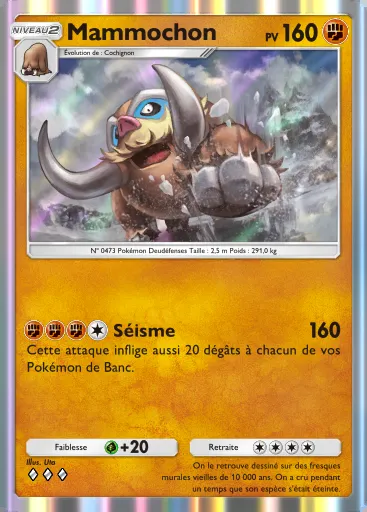 NIVEAU2
Mammochon
PV 160
Évolution de : Cochignon
N° 0473 Pokémon Deudéfenses Taille : 2,5 m Poids : 291,0 kg
Séisme 160
Cette attaque inflige aussi 20 dégâts à chacun de vos
Pokémon de Banc.
Faiblesse +20
Retraite
Illus. Uta
On le retrouve dessiné sur des fresques
murales vieilles de 10 000 ans. On a cru pendant
un temps que son espèce s'était éteinte.